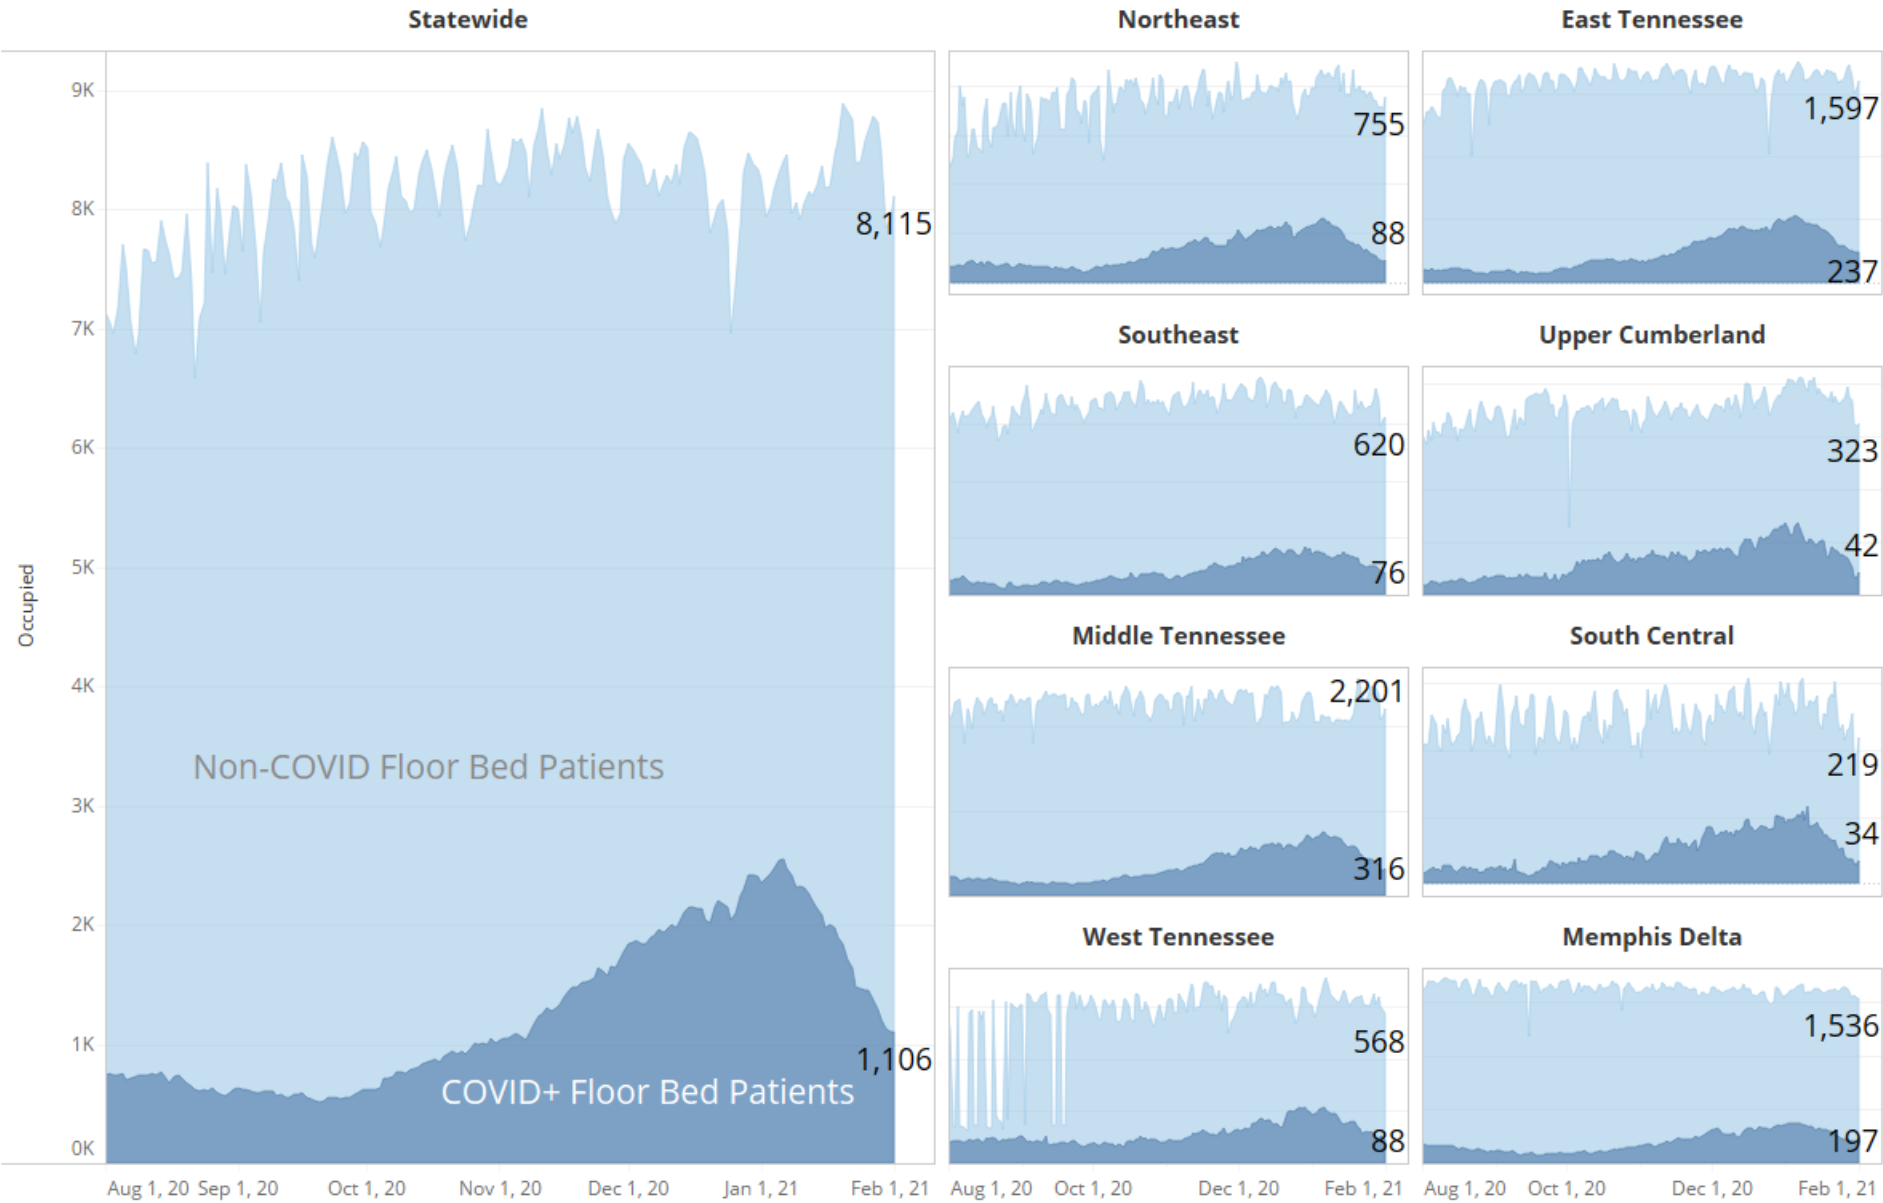 Statewide
9K
8K
7K
6K
5K
4K
3K
2K
1K
0K
Occupied
8,115
Non-COVID Floor Bed Patients
1,106
COVID+ Floor Bed Patients
Aug 1, 20 Sep 1, 20 Oct 1, 20 Nov 1, 20 Dec 1, 20 Jan 1, 21 Feb 1, 21
Northeast
755
88
East Tennessee
1,597
237
Southeast
620
76
Upper Cumberland
323
42
Middle Tennessee
2,201
316
South Central
219
34
West Tennessee
568
88
Memphis Delta
1,536
197
Aug 1, 20 Oct 1, 20 Dec 1, 20 Feb 1, 21
Aug 1, 20 Oct 1, 20 Dec 1, 20 Feb 1, 21